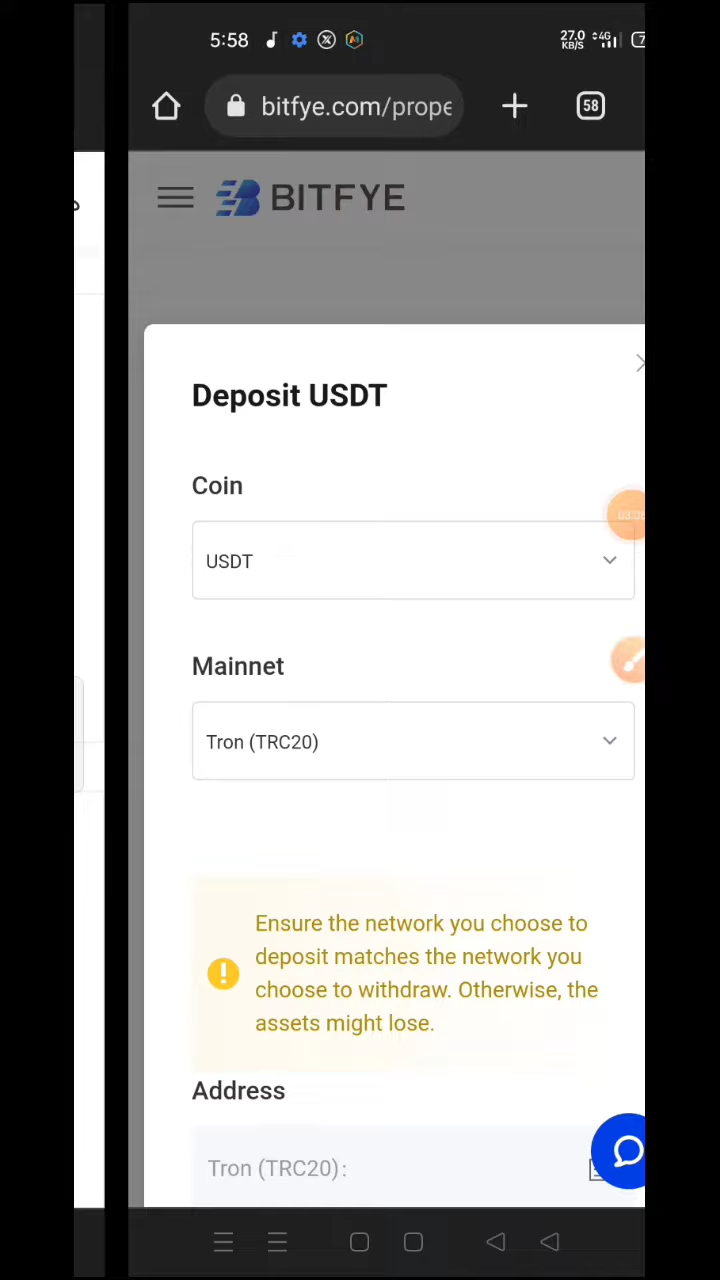 5:58
27.0
KB/S
4G
bitfye.com/prope
58
BITFYE
Deposit USDT
Coin
USDT
Mainnet
Tron (TRC20)
Ensure the network you choose to
deposit matches the network you
choose to withdraw. Otherwise, the
assets might lose.
Address
Tron (TRC20):